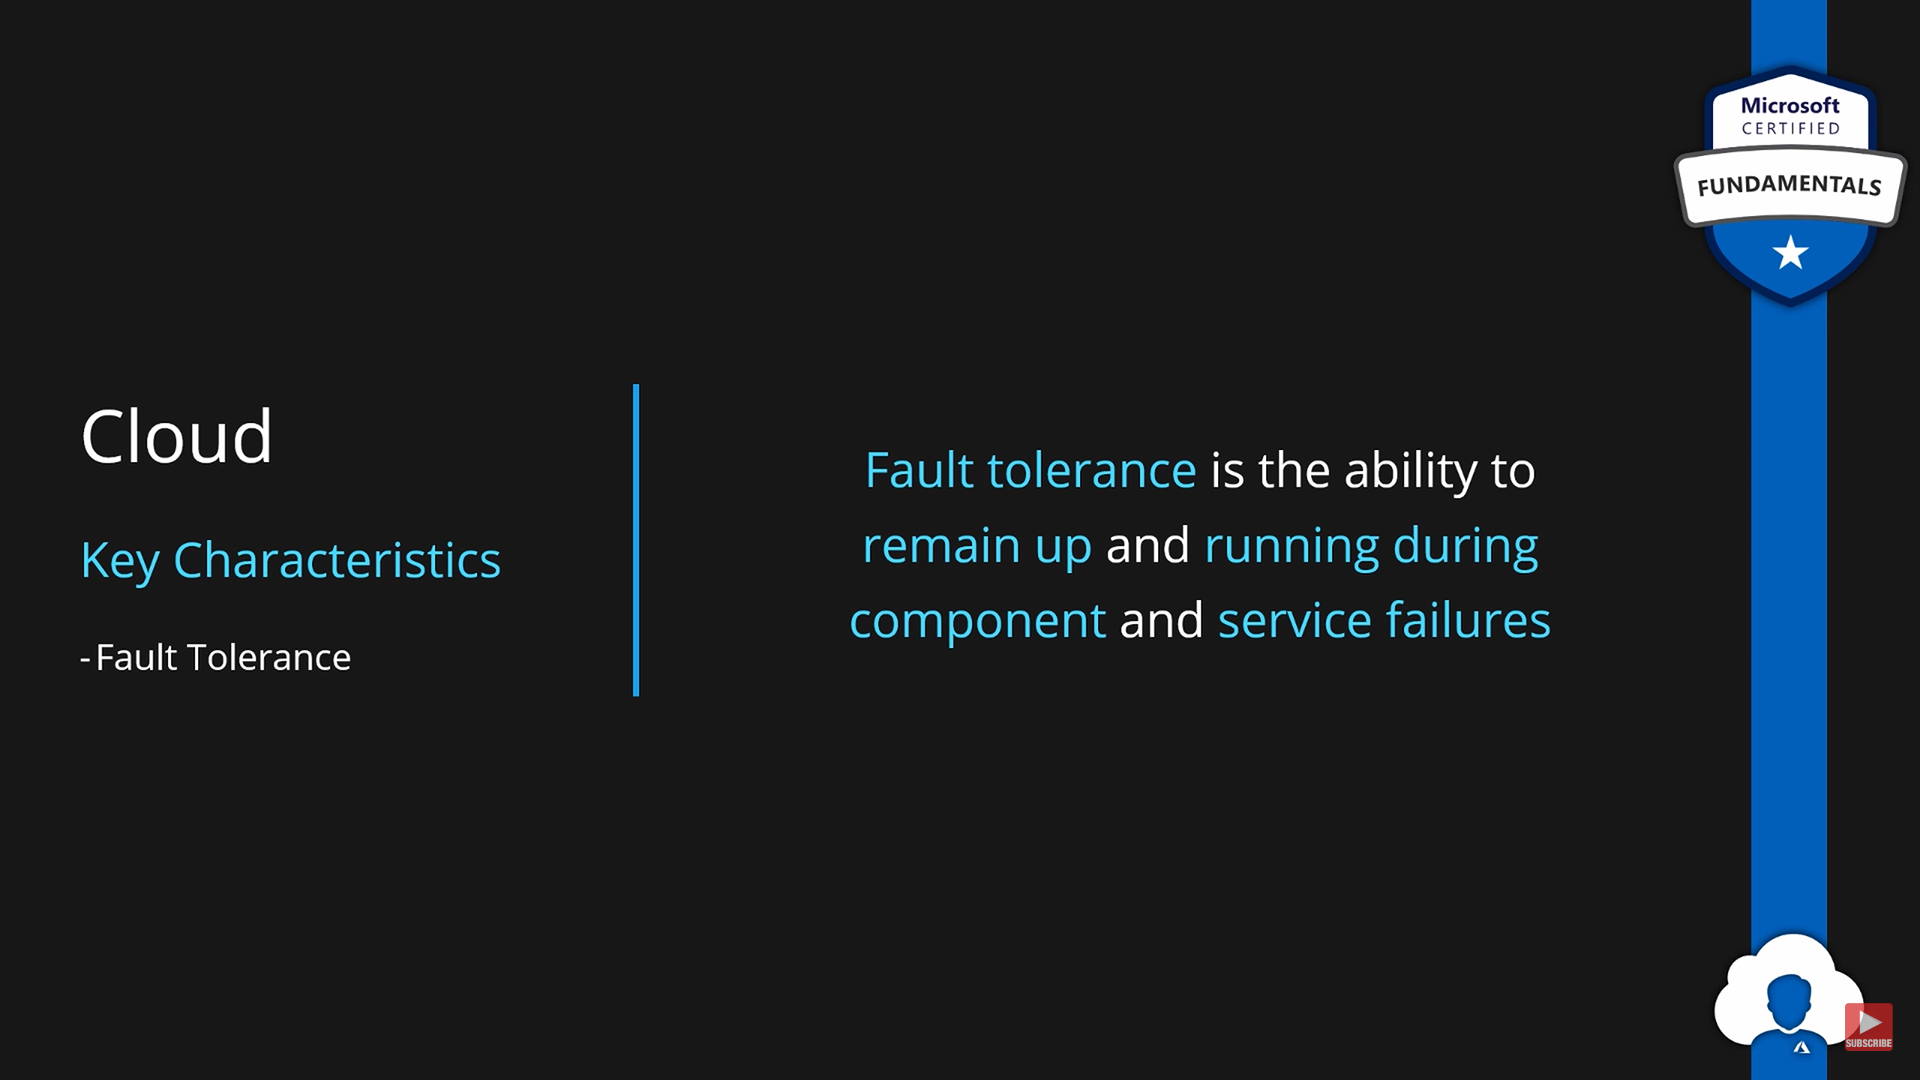 Microsoft
CERTIFIED
FUNDAMENTALS
Cloud
Key Characteristics
- Fault Tolerance
Fault tolerance is the ability to
remain up and running during
component and service failures
SUBSCRIBE